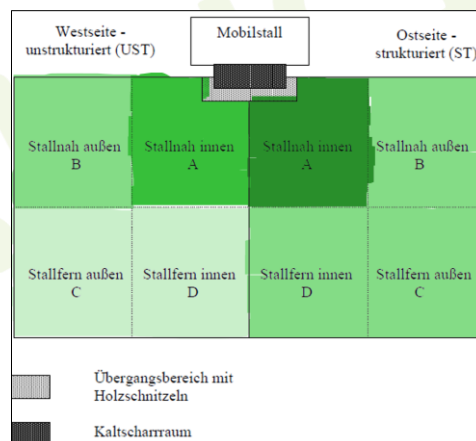 Westseite -
unstrukturiert (UST)
Mobilstall
Ostseite -
strukturiert (ST)
Stallnah außen
B
Stallnah innen
A
Stallnah innen
A
Stallnah außen
B
Stallfern außen
C
Stallfern innen
D
Stallfern innen
D
Stallfern außen
C
Übergangsbereich mit
Holzschnitzeln
Kaltscharrraum